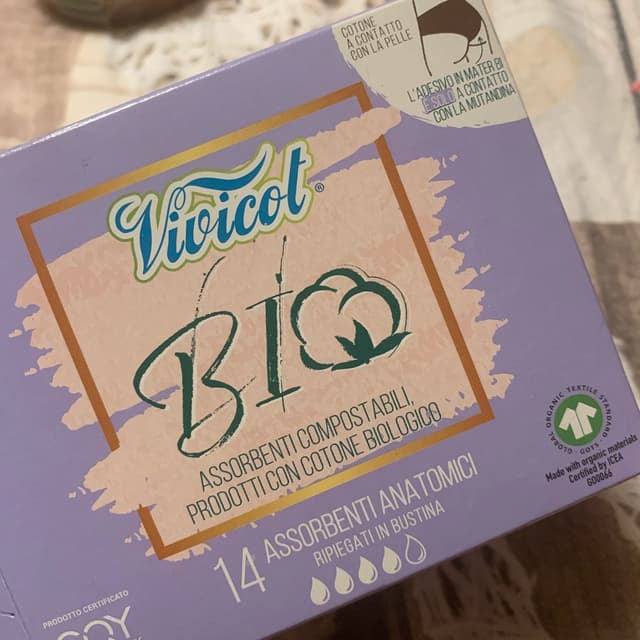 COTONE
A CONTATTO
CON LA PELLE
L'ADESIVO IN MATER BI
È SOLO A CONTATTO
CON LA MUTANDINA
Vivicot®
BIO
ASSORBENTI COMPOSTABILI,
PRODOTTI CON COTONE BIOLOGICO
14 ASSORBENTI ANATOMICI
RIPIEGATI IN BUSTINA
GLOBAL ORGANIC TEXTILE STANDARD · GOTS ·
Made with organic materials
Certified by ICEA
G00066
PRODOTTO CERTIFICATO